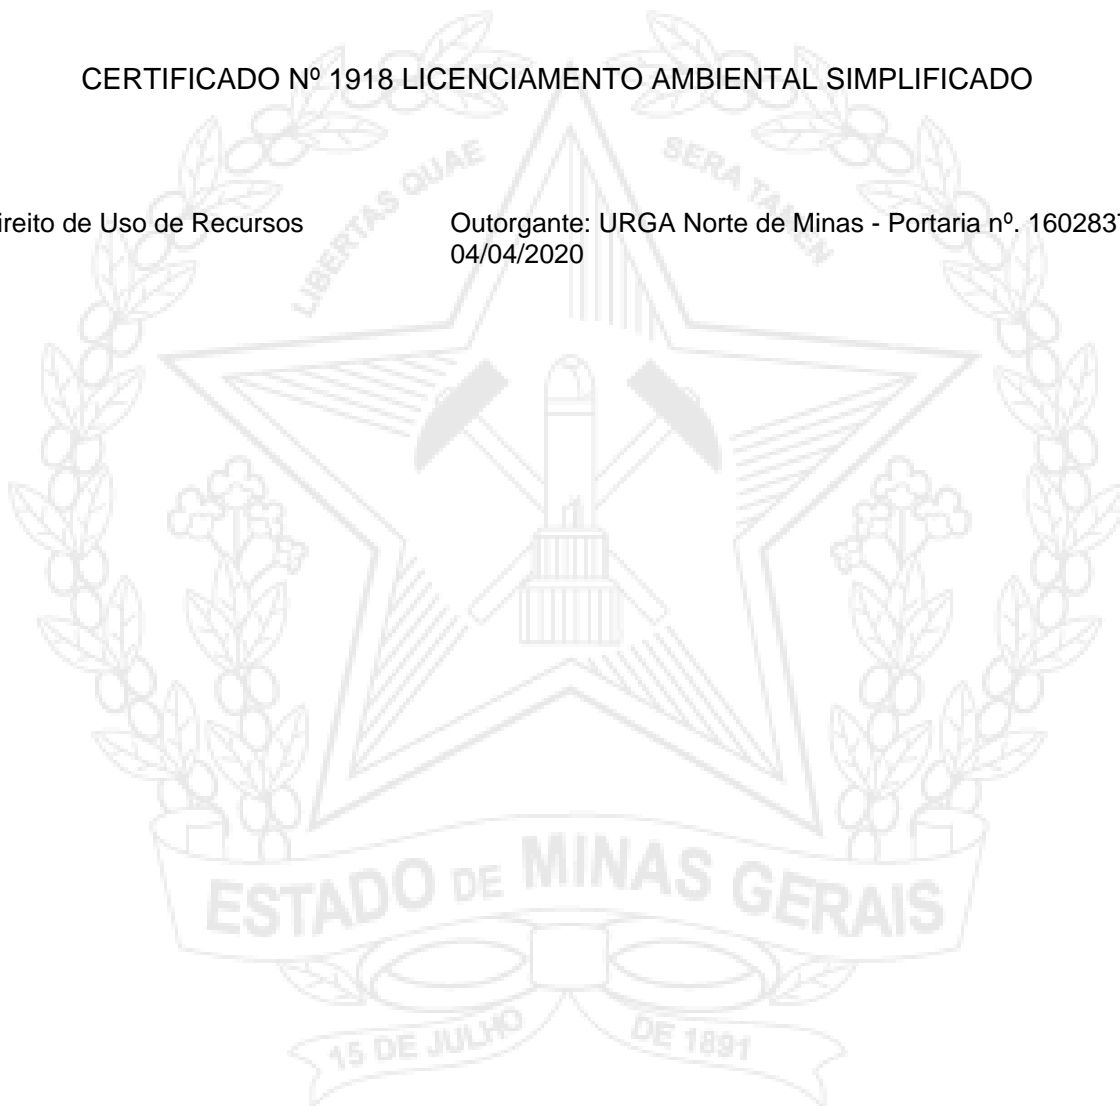 CERTIFICADO Nº 1918 LICENCIAMENTO AMBIENTAL SIMPLIFICADO
LIBERTAS QUAE SERA TAMEN
ireito de Uso de Recursos
Outorgante: URGA Norte de Minas - Portaria nº. 1602837
04/04/2020
ESTADO DE MINAS GERAIS
15 DE JULHO DE 1891